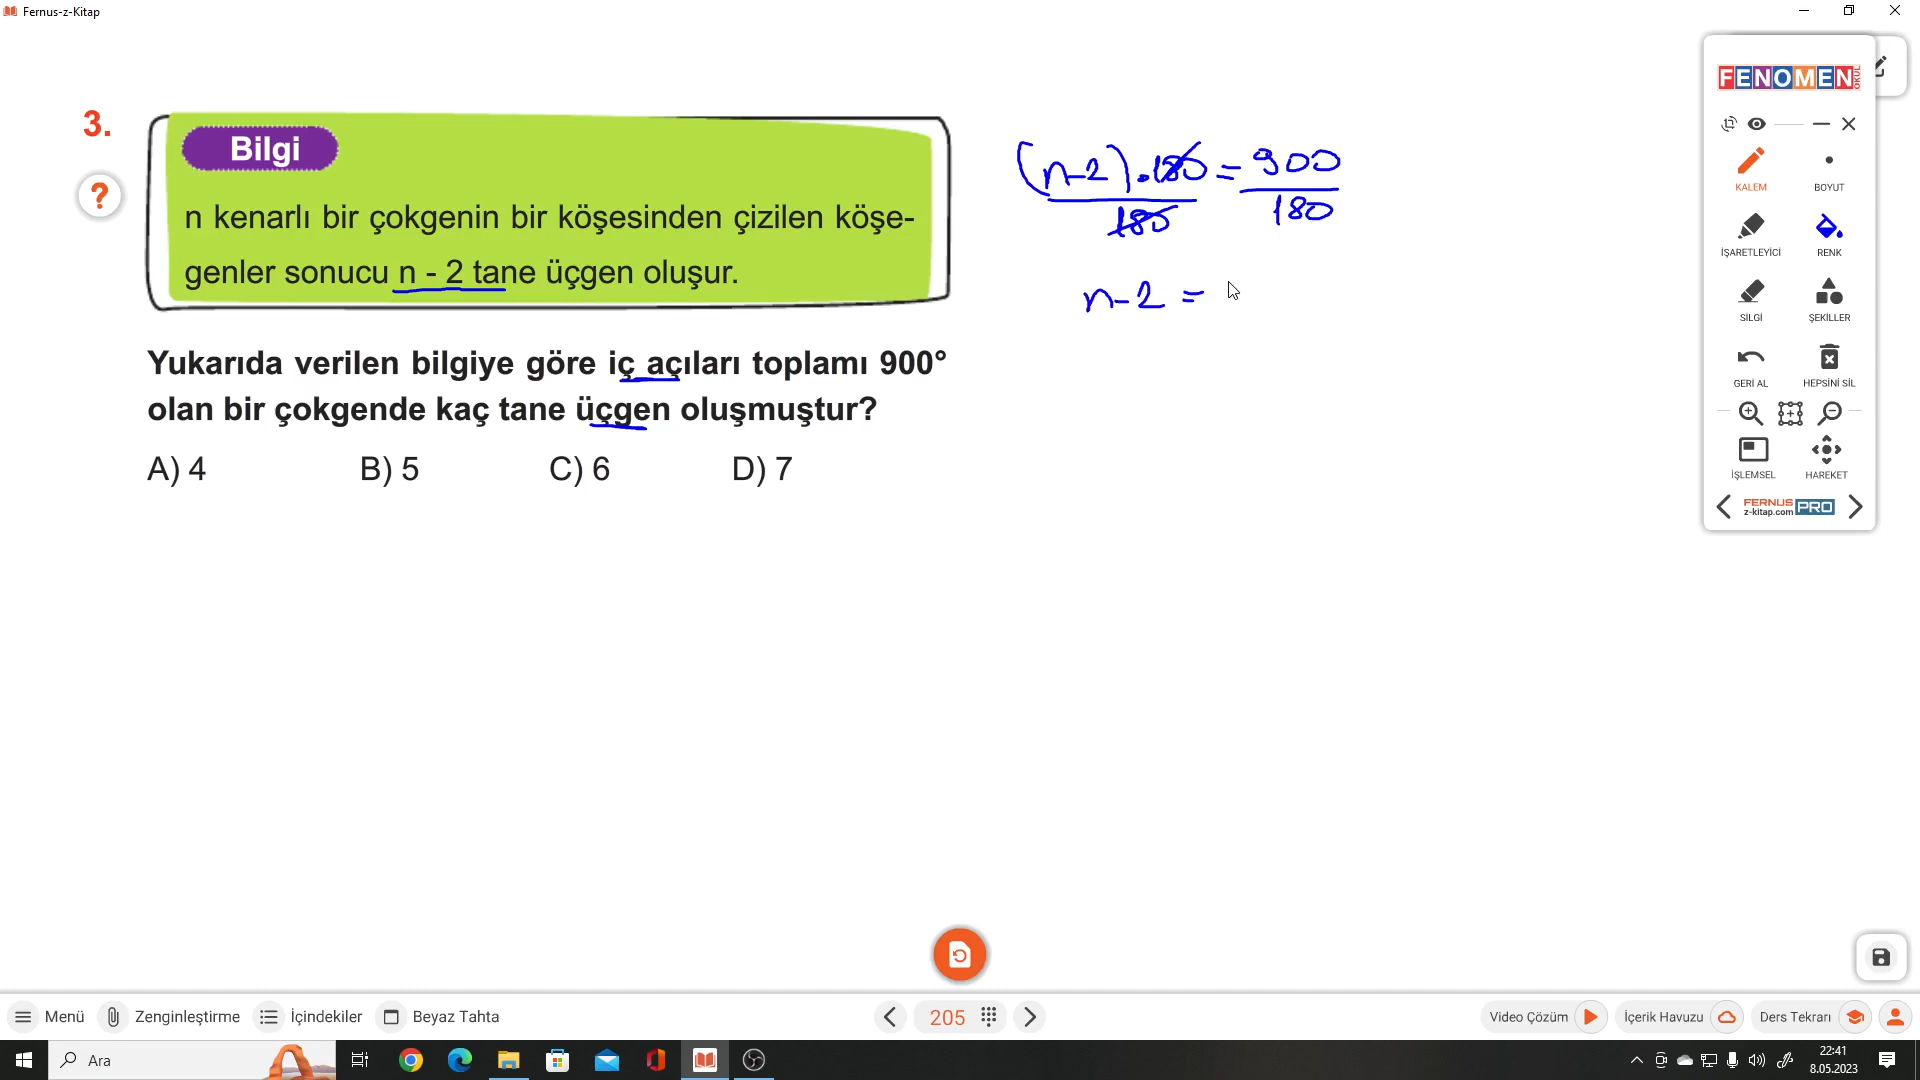 Fernus-z-Kitap
3.
Bilgi
?
n kenarlı bir çokgenin bir köşesinden çizilen köşe-
genler sonucu n - 2 tane üçgen oluşur.
Yukarıda verilen bilgiye göre iç açıları toplamı 900°
olan bir çokgende kaç tane üçgen oluşmuştur?
A) 4 B) 5 C) 6 D) 7
(n-2).180 = 900
180 180
n-2 =
FENOMEN OKUL
KALEM BOYUT
İŞARETLEYİCİ RENK
SİLGİ ŞEKİLLER
GERİ AL HEPSİNİ SİL
İŞLEMSEL HAREKET
FERNUS PRO
z-kitap.com
Menü Zenginleştirme İçindekiler Beyaz Tahta 205 Video Çözüm İçerik Havuzu Ders Tekrarı
Ara 22:41
8.05.2023